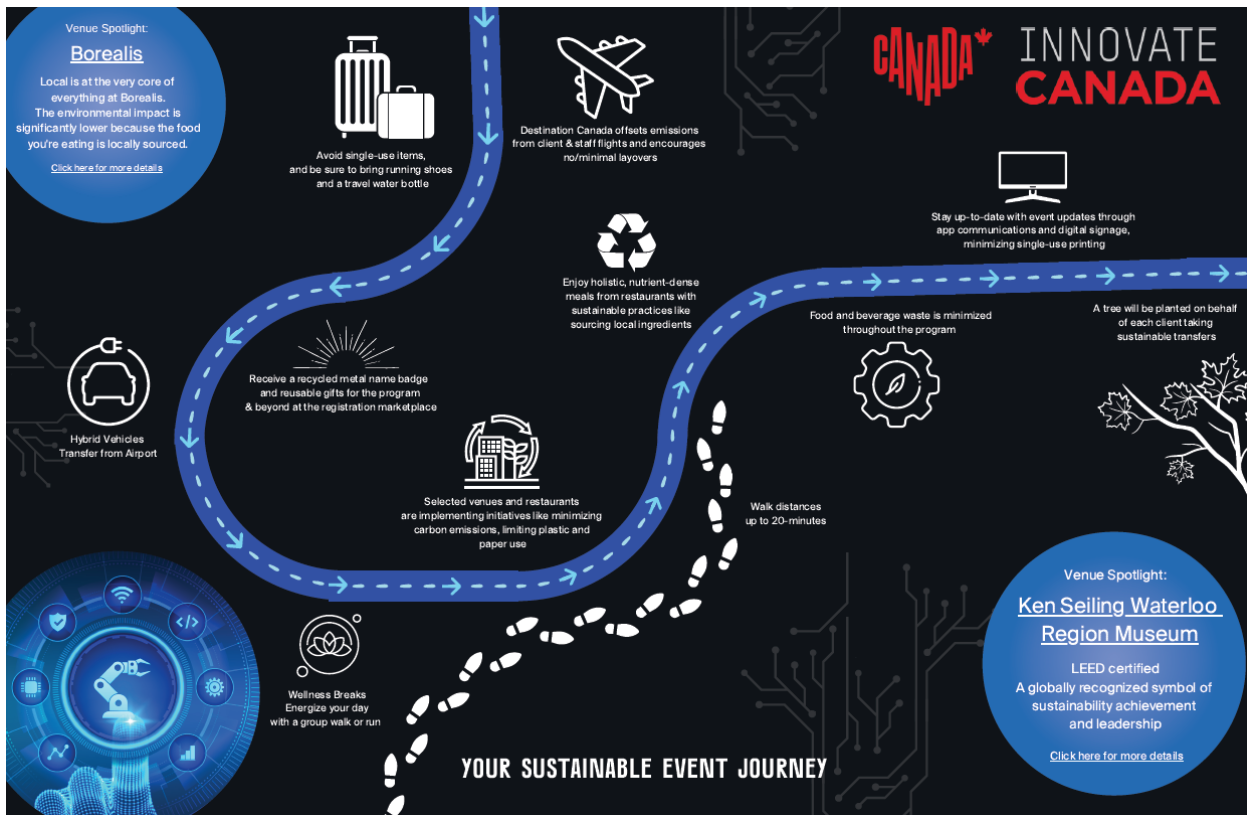 Venue Spotlight:
Borealis
Local is at the very core of
everything at Borealis.
The environmental impact is
significantly lower because the food
you're eating is locally sourced.
Click here for more details
Avoid single-use items,
and be sure to bring running shoes
and a travel water bottle
Destination Canada offsets emissions
from client & staff flights and encourages
no/minimal layovers
CANADA
INNOVATE
CANADA
Stay up-to-date with event updates through
app communications and digital signage,
minimizing single-use printing
Enjoy holistic, nutrient-dense
meals from restaurants with
sustainable practices like
sourcing local ingredients
Food and beverage waste is minimized
throughout the program
A tree will be planted on behalf
of each client taking
sustainable transfers
Receive a recycled metal name badge
and reusable gifts for the program
& beyond at the registration marketplace
Hybrid Vehicles
Transfer from Airport
Selected venues and restaurants
are implementing initiatives like minimizing
carbon emissions, limiting plastic and
paper use
Walk distances
up to 20-minutes
Wellness Breaks
Energize your day
with a group walk or run
</>
Venue Spotlight:
Ken Seiling Waterloo
Region Museum
LEED certified
A globally recognized symbol of
sustainability achievement
and leadership
Click here for more details
YOUR SUSTAINABLE EVENT JOURNEY